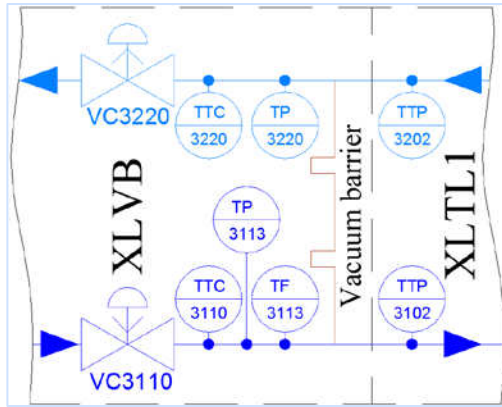 VC3220
TTC
3220
TP
3220
TTP
3202
XLVB
Vacuum barrier
XLTL1
TP
3113
TTC
3110
TF
3113
TTP
3102
VC3110